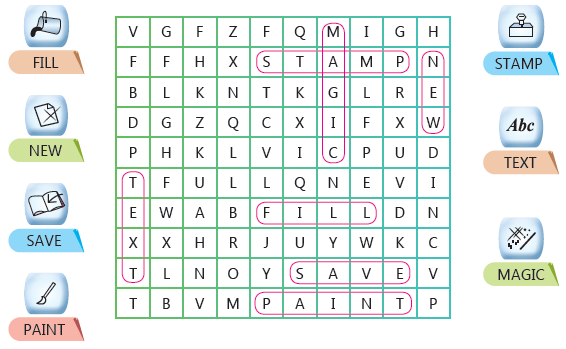 FILL
NEW
SAVE
PAINT
V G F Z F Q M I G H
F F H X S T A M P N
B L K N T K G L R E
D G Z Q C X I F X W
P H K L V I C P U D
T F U L L Q N E V I
E W A B F I L L D N
X X H R J U Y W K C
T L N O Y S A V E V
T B V M P A I N T P
STAMP
Abc
TEXT
MAGIC